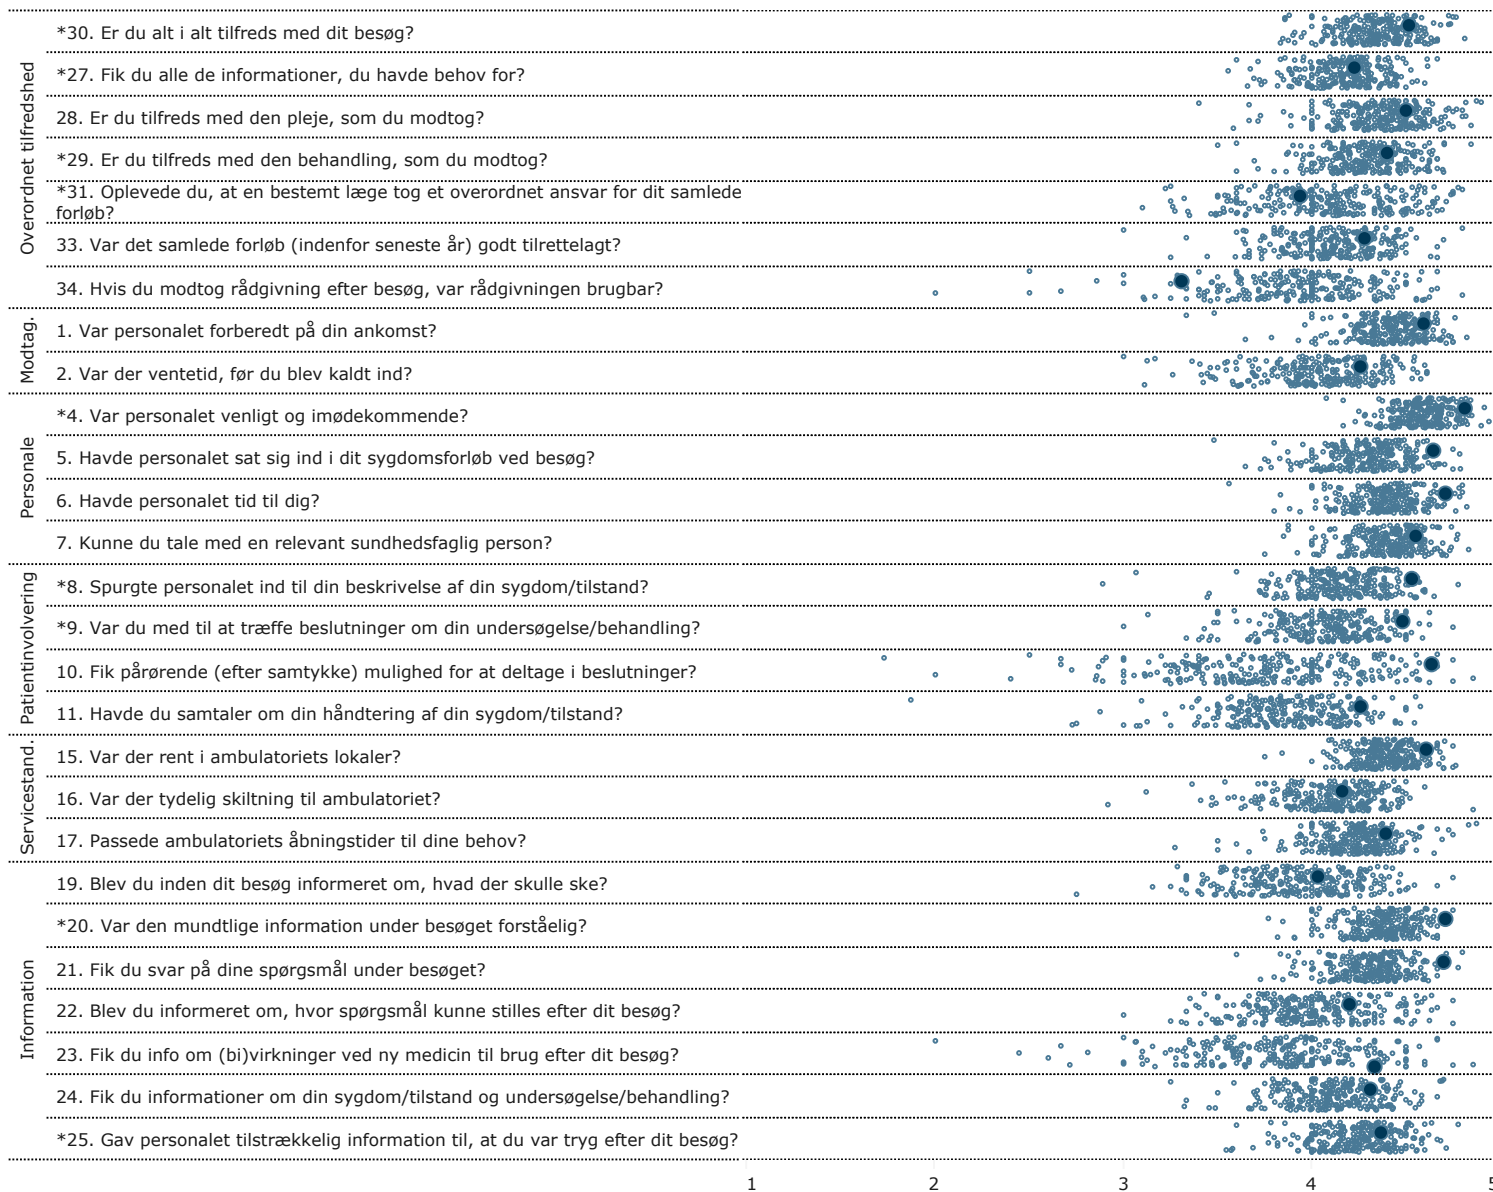 Overordnet tilfredshed
*30. Er du alt i alt tilfreds med dit besøg?
*27. Fik du alle de informationer, du havde behov for?
28. Er du tilfreds med den pleje, som du modtog?
*29. Er du tilfreds med den behandling, som du modtog?
*31. Oplevede du, at en bestemt læge tog et overordnet ansvar for dit samlede
forløb?
33. Var det samlede forløb (indenfor seneste år) godt tilrettelagt?
34. Hvis du modtog rådgivning efter besøg, var rådgivningen brugbar?
Modtag.
1. Var personalet forberedt på din ankomst?
2. Var der ventetid, før du blev kaldt ind?
Personale
*4. Var personalet venligt og imødekommende?
5. Havde personalet sat sig ind i dit sygdomsforløb ved besøg?
6. Havde personalet tid til dig?
7. Kunne du tale med en relevant sundhedsfaglig person?
Patientinvolvering
*8. Spurgte personalet ind til din beskrivelse af din sygdom/tilstand?
*9. Var du med til at træffe beslutninger om din undersøgelse/behandling?
10. Fik pårørende (efter samtykke) mulighed for at deltage i beslutninger?
11. Havde du samtaler om din håndtering af din sygdom/tilstand?
Servicestand.
15. Var der rent i ambulatoriets lokaler?
16. Var der tydelig skiltning til ambulatoriet?
17. Passede ambulatoriets åbningstider til dine behov?
Information
19. Blev du inden dit besøg informeret om, hvad der skulle ske?
*20. Var den mundtlige information under besøget forståelig?
21. Fik du svar på dine spørgsmål under besøget?
22. Blev du informeret om, hvor spørgsmål kunne stilles efter dit besøg?
23. Fik du info om (bi)virkninger ved ny medicin til brug efter dit besøg?
24. Fik du informationer om din sygdom/tilstand og undersøgelse/behandling?
*25. Gav personalet tilstrækkelig information til, at du var tryg efter dit besøg?
1 2 3 4 5